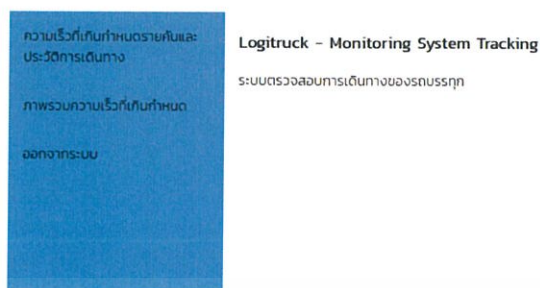 ความเร็วที่เกินกำหนดรายคันและ
ประวัติการเดินทาง
ภาพรวมความเร็วที่เกินกำหนด
ออกจากระบบ
Logitruck - Monitoring System Tracking
ระบบตรวจสอบการเดินทางของรถบรรทุก